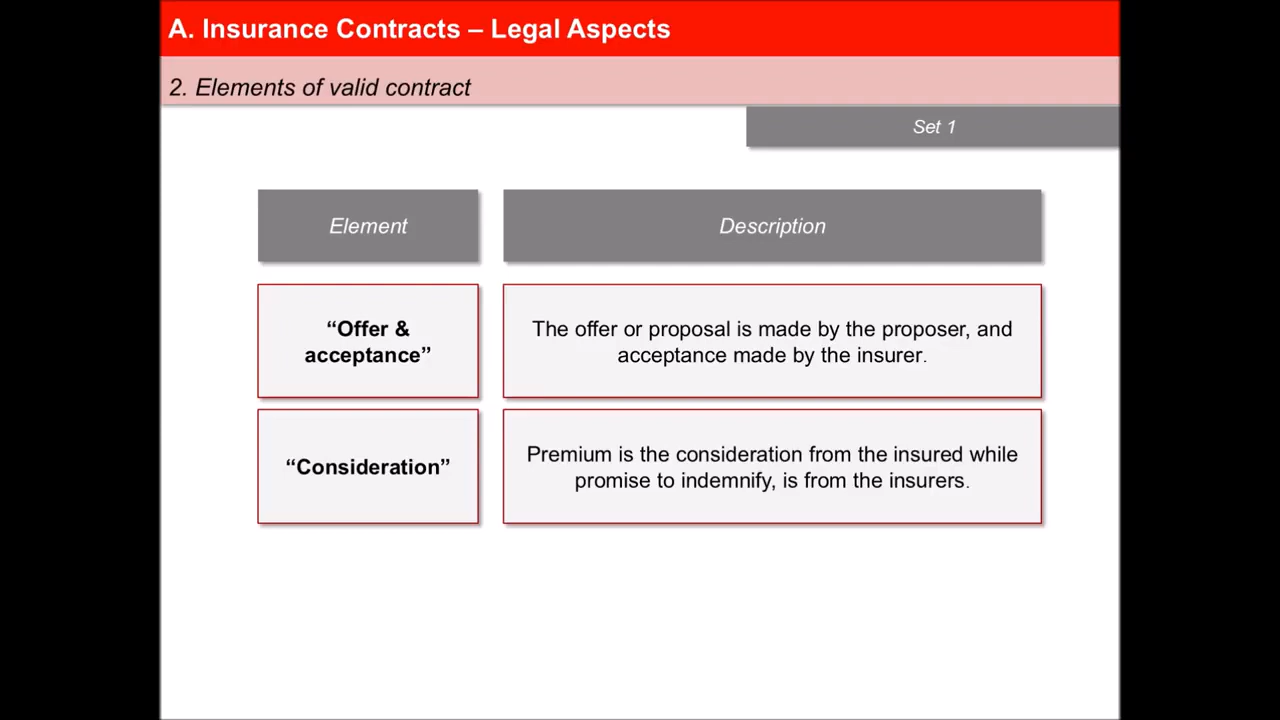 A. Insurance Contracts – Legal Aspects
2. Elements of valid contract
Set 1
Element
Description
“Offer &
acceptance”
The offer or proposal is made by the proposer, and
acceptance made by the insurer.
“Consideration”
Premium is the consideration from the insured while
promise to indemnify, is from the insurers.